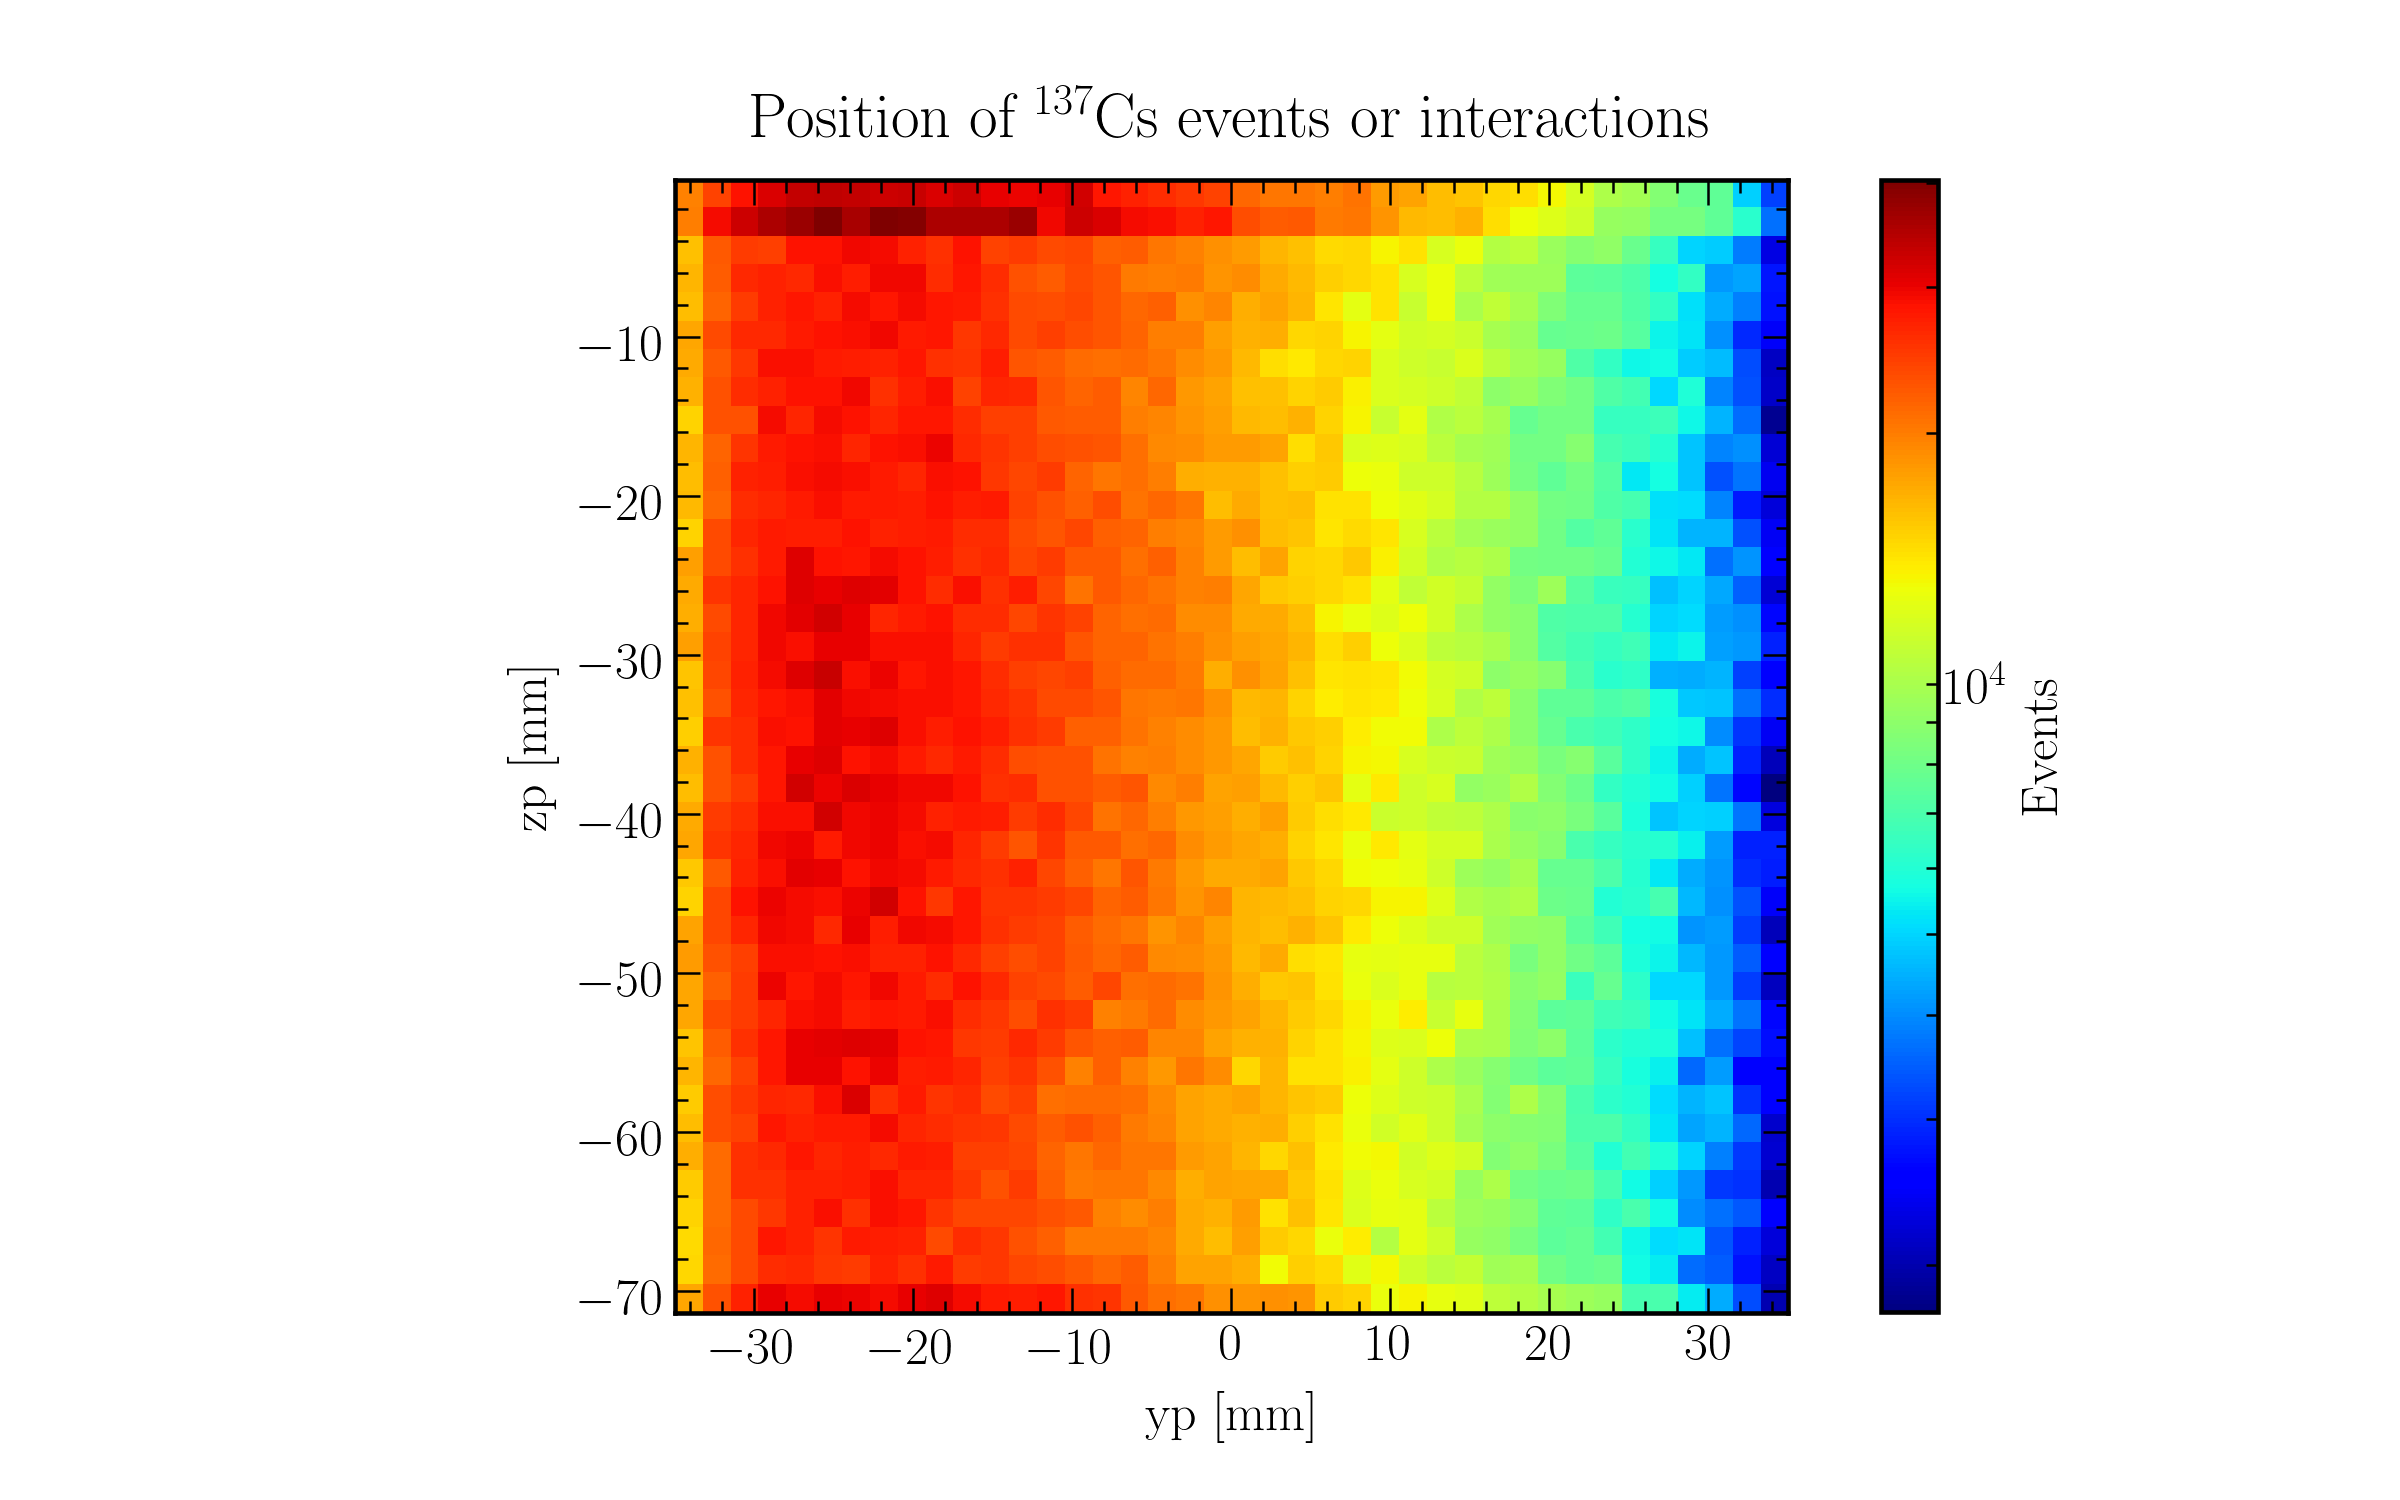 Position of ¹³⁷Cs events or interactions
−10
−20
−30
−40
−50
−60
−70
zp [mm]
−30 −20 −10 0 10 20 30
yp [mm]
10⁴
Events